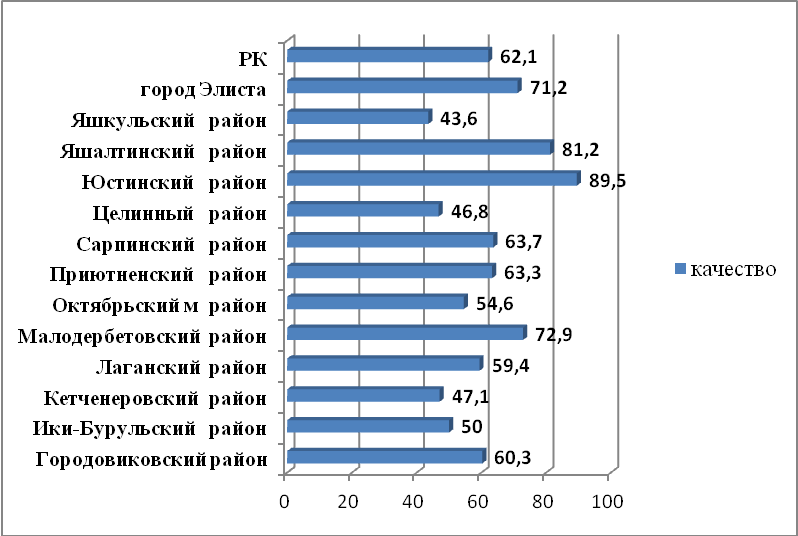 РК 62,1
город Элиста 71,2
Яшкульский район 43,6
Яшалтинский район 81,2
Юстинский район 89,5
Целинный район 46,8
Сарпинский район 63,7
Приютненский район 63,3
Октябрьский м район 54,6
Малодербетовский район 72,9
Лаганский район 59,4
Кетченеровский район 47,1
Ики-Бурульский район 50
Городовиковский район 60,3
0 20 40 60 80 100
качество